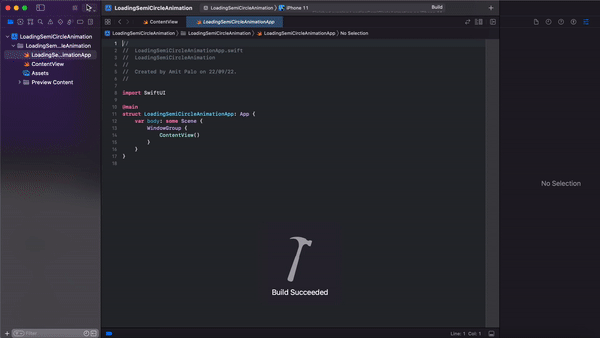 LoadingSemiCircleAnimation
LoadingSemiCircleAnimation 〉 iPhone 11
Build
ContentView
LoadingSemiCircleAnimationApp
LoadingSemiCircleAnimation 〉 LoadingSemiCircleAnimation 〉 LoadingSemiCircleAnimationApp 〉 No Selection
LoadingSemiCircleAnimation
LoadingSem...leAnimation
LoadingSe...imationApp
ContentView
Assets
Preview Content
1 //
2 // LoadingSemiCircleAnimationApp.swift
3 // LoadingSemiCircleAnimation
4 //
5 // Created by Amit Palo on 22/09/22.
6 //
7
8 import SwiftUI
9
10 @main
11 struct LoadingSemiCircleAnimationApp: App {
12 var body: some Scene {
13 WindowGroup {
14 ContentView()
15 }
16 }
17 }
18
No Selection
Build Succeeded
Filter
Line: 1 Col: 1